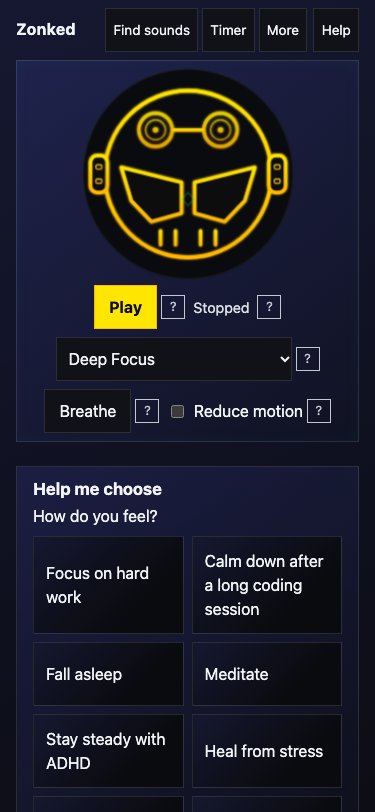 Zonked
Find sounds
Timer
More
Help
Play
?
Stopped
?
Deep Focus
?
Breathe
?
Reduce motion
?
Help me choose
How do you feel?
Focus on hard
work
Calm down after
a long coding
session
Fall asleep
Meditate
Stay steady with
ADHD
Heal from stress